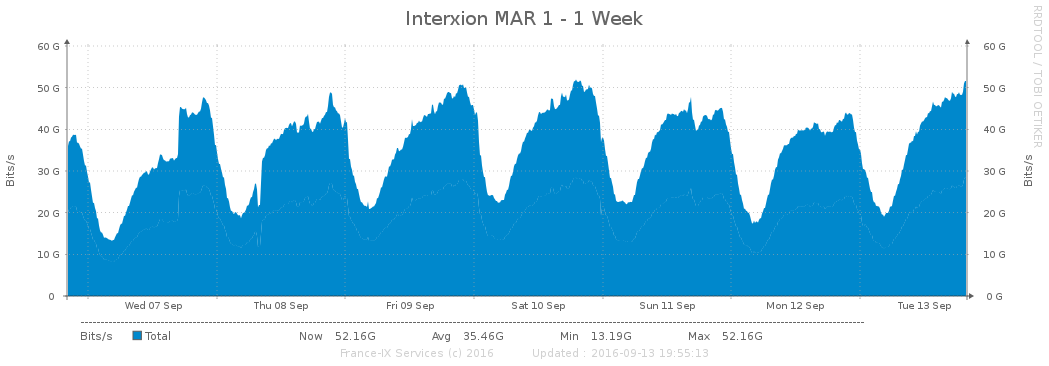 Interxion MAR 1 - 1 Week
RRDTOOL / TOBI OETIKER
60 G 60 G
50 G 50 G
40 G 40 G
30 G 30 G
20 G 20 G
10 G 10 G
0 0 G
Bits/s
Bits/s
Wed 07 Sep Thu 08 Sep Fri 09 Sep Sat 10 Sep Sun 11 Sep Mon 12 Sep Tue 13 Sep
Bits/s Total Now 52.16G Avg 35.46G Min 13.19G Max 52.16G
France-IX Services (c) 2016 Updated : 2016-09-13 19:55:13